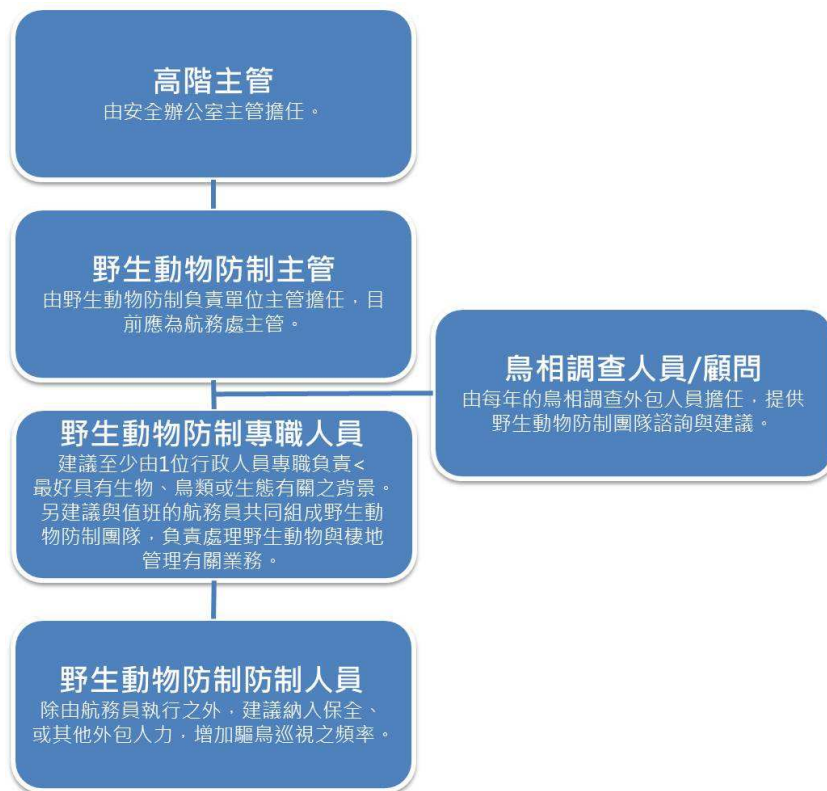 高階主管
由安全辦公室主管擔任。
野生動物防制主管
由野生動物防制負責單位主管擔任，目
前應為航務處主管。
鳥相調查人員/顧問
由每年的鳥相調查外包人員擔任，提供
野生動物防制團隊諮詢與建議。
野生動物防制專職人員
建議至少由1位行政人員專職負責<
最好具有生物、鳥類或生態有關之背景。
另建議與值班的航務員共同組成野生動
物防制團隊，負責處理野生動物與棲地
管理有關業務。
野生動物防制防制人員
除由航務員執行之外，建議納入保全、
或其他外包人力，增加驅鳥巡視之頻率。